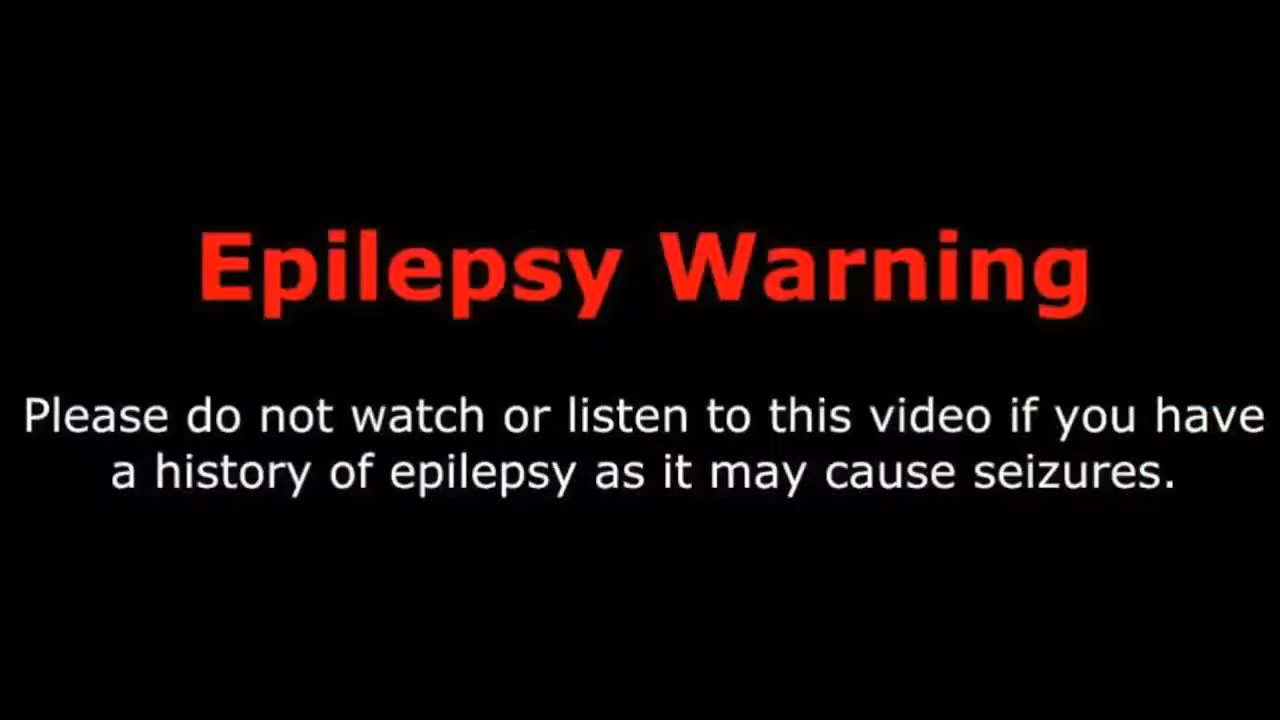 Epilepsy Warning
Please do not watch or listen to this video if you have
a history of epilepsy as it may cause seizures.